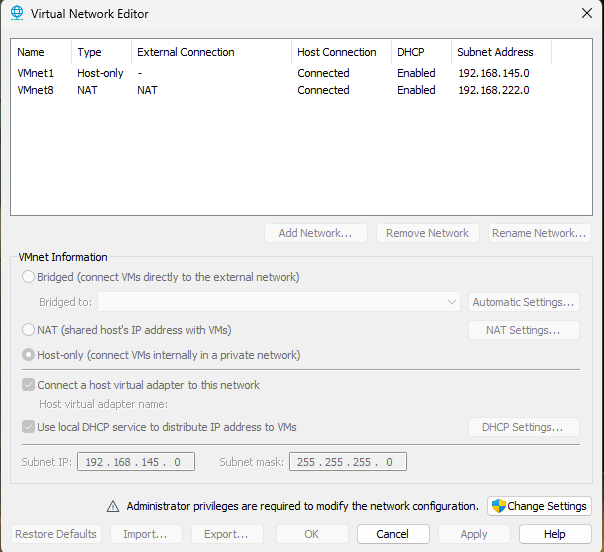 Virtual Network Editor
Name Type External Connection Host Connection DHCP Subnet Address
VMnet1 Host-only - Connected Enabled 192.168.145.0
VMnet8 NAT NAT Connected Enabled 192.168.222.0
Add Network... Remove Network Rename Network...
VMnet Information
Bridged (connect VMs directly to the external network)
Bridged to: Automatic Settings...
NAT (shared host's IP address with VMs) NAT Settings...
Host-only (connect VMs internally in a private network)
Connect a host virtual adapter to this network
Host virtual adapter name:
Use local DHCP service to distribute IP address to VMs DHCP Settings...
Subnet IP: 192 . 168 . 145 . 0 Subnet mask: 255 . 255 . 255 . 0
Administrator privileges are required to modify the network configuration. Change Settings
Restore Defaults Import... Export... OK Cancel Apply Help